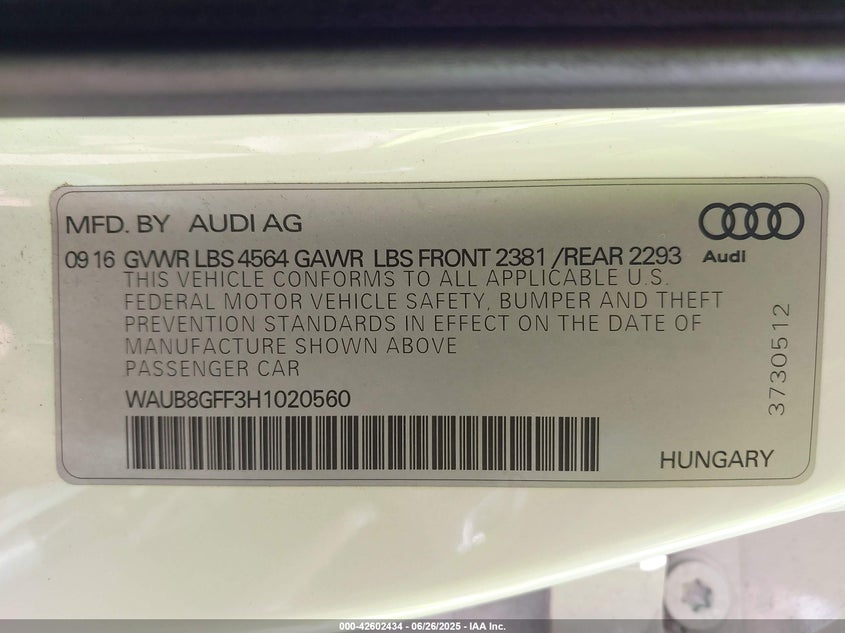 MFD. BY AUDI AG
09 16 GVWR LBS 4564 GAWR LBS FRONT 2381 /REAR 2293
Audi
THIS VEHICLE CONFORMS TO ALL APPLICABLE U.S.
FEDERAL MOTOR VEHICLE SAFETY, BUMPER AND THEFT
PREVENTION STANDARDS IN EFFECT ON THE DATE OF
MANUFACTURE SHOWN ABOVE
PASSENGER CAR
WAUB8GFF3H1020560
3730512
HUNGARY
000-42602434 - 06/26/2025 - IAA Inc.